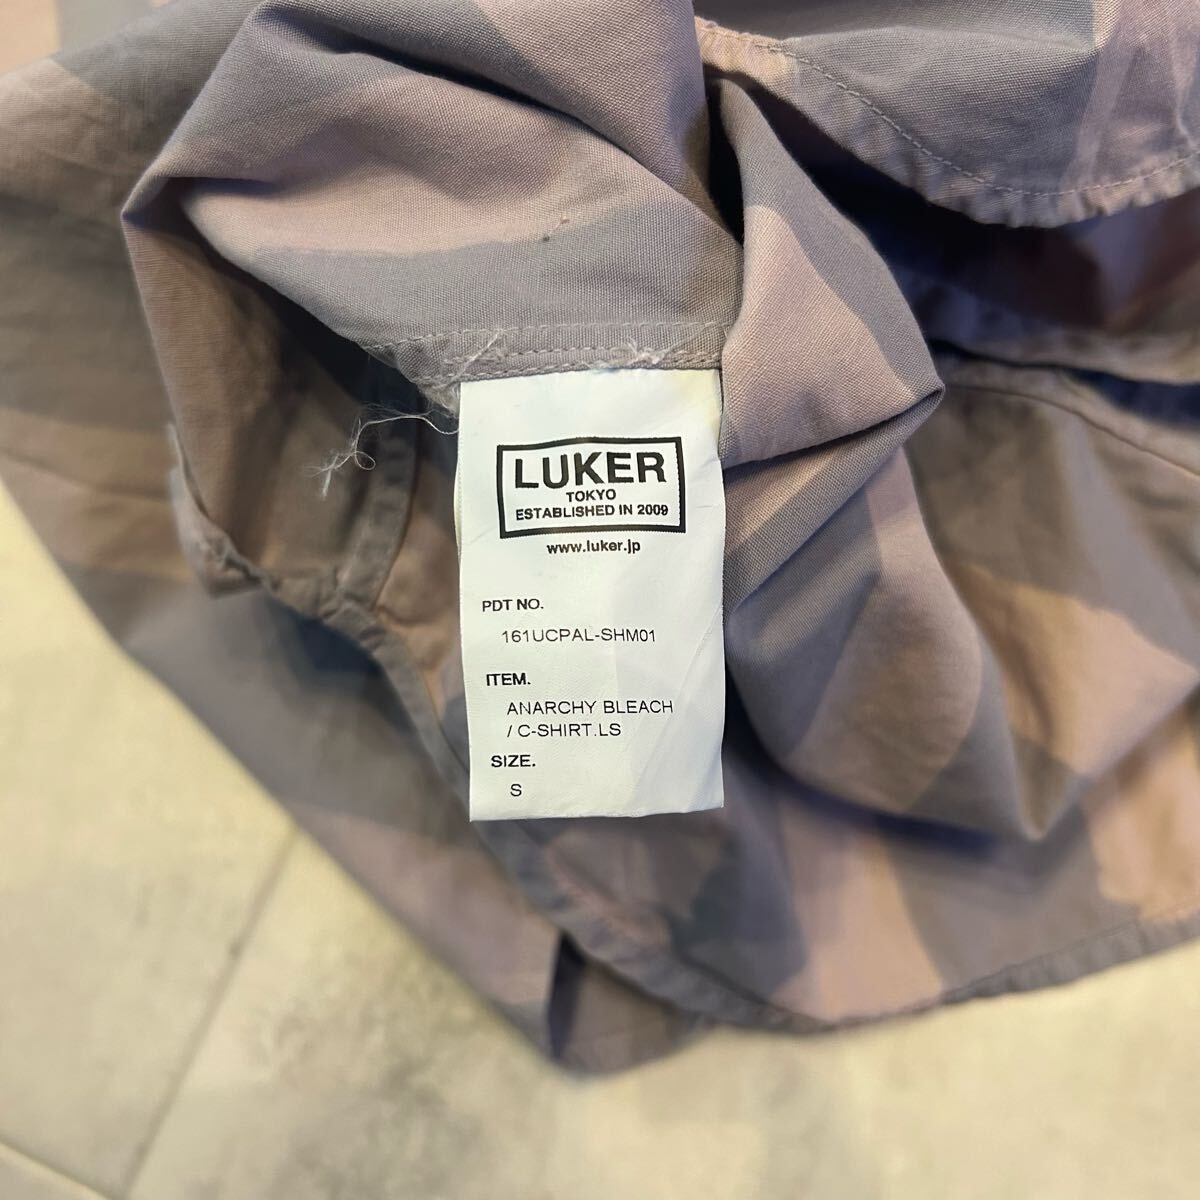 LUKER
TOKYO
ESTABLISHED IN 2009
www.luker.jp
PDT NO.
161UCPAL-SHM01
ITEM.
ANARCHY BLEACH
/ C-SHIRT.LS
SIZE.
S